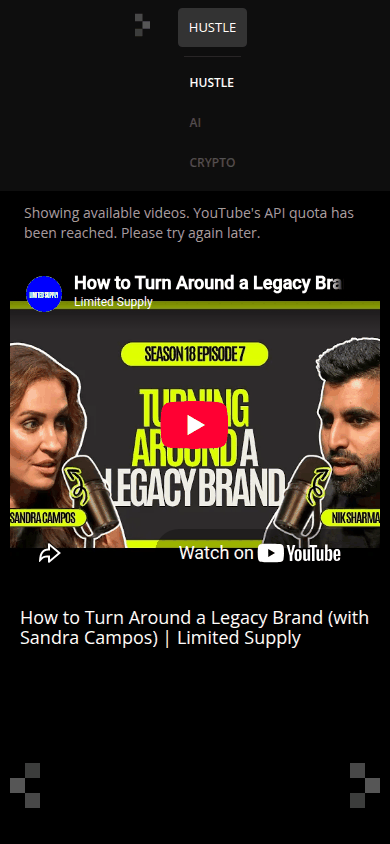 HUSTLE
HUSTLE
AI
CRYPTO
Showing available videos. YouTube's API quota has
been reached. Please try again later.
How to Turn Around a Legacy Bra
LIMITED SUPPLY
Limited Supply
SEASON 18 EPISODE 7
TURNING
AROUND A
LEGACY BRAND
SANDRA CAMPOS
NIK SHARMA
Watch on YouTube
How to Turn Around a Legacy Brand (with
Sandra Campos) | Limited Supply